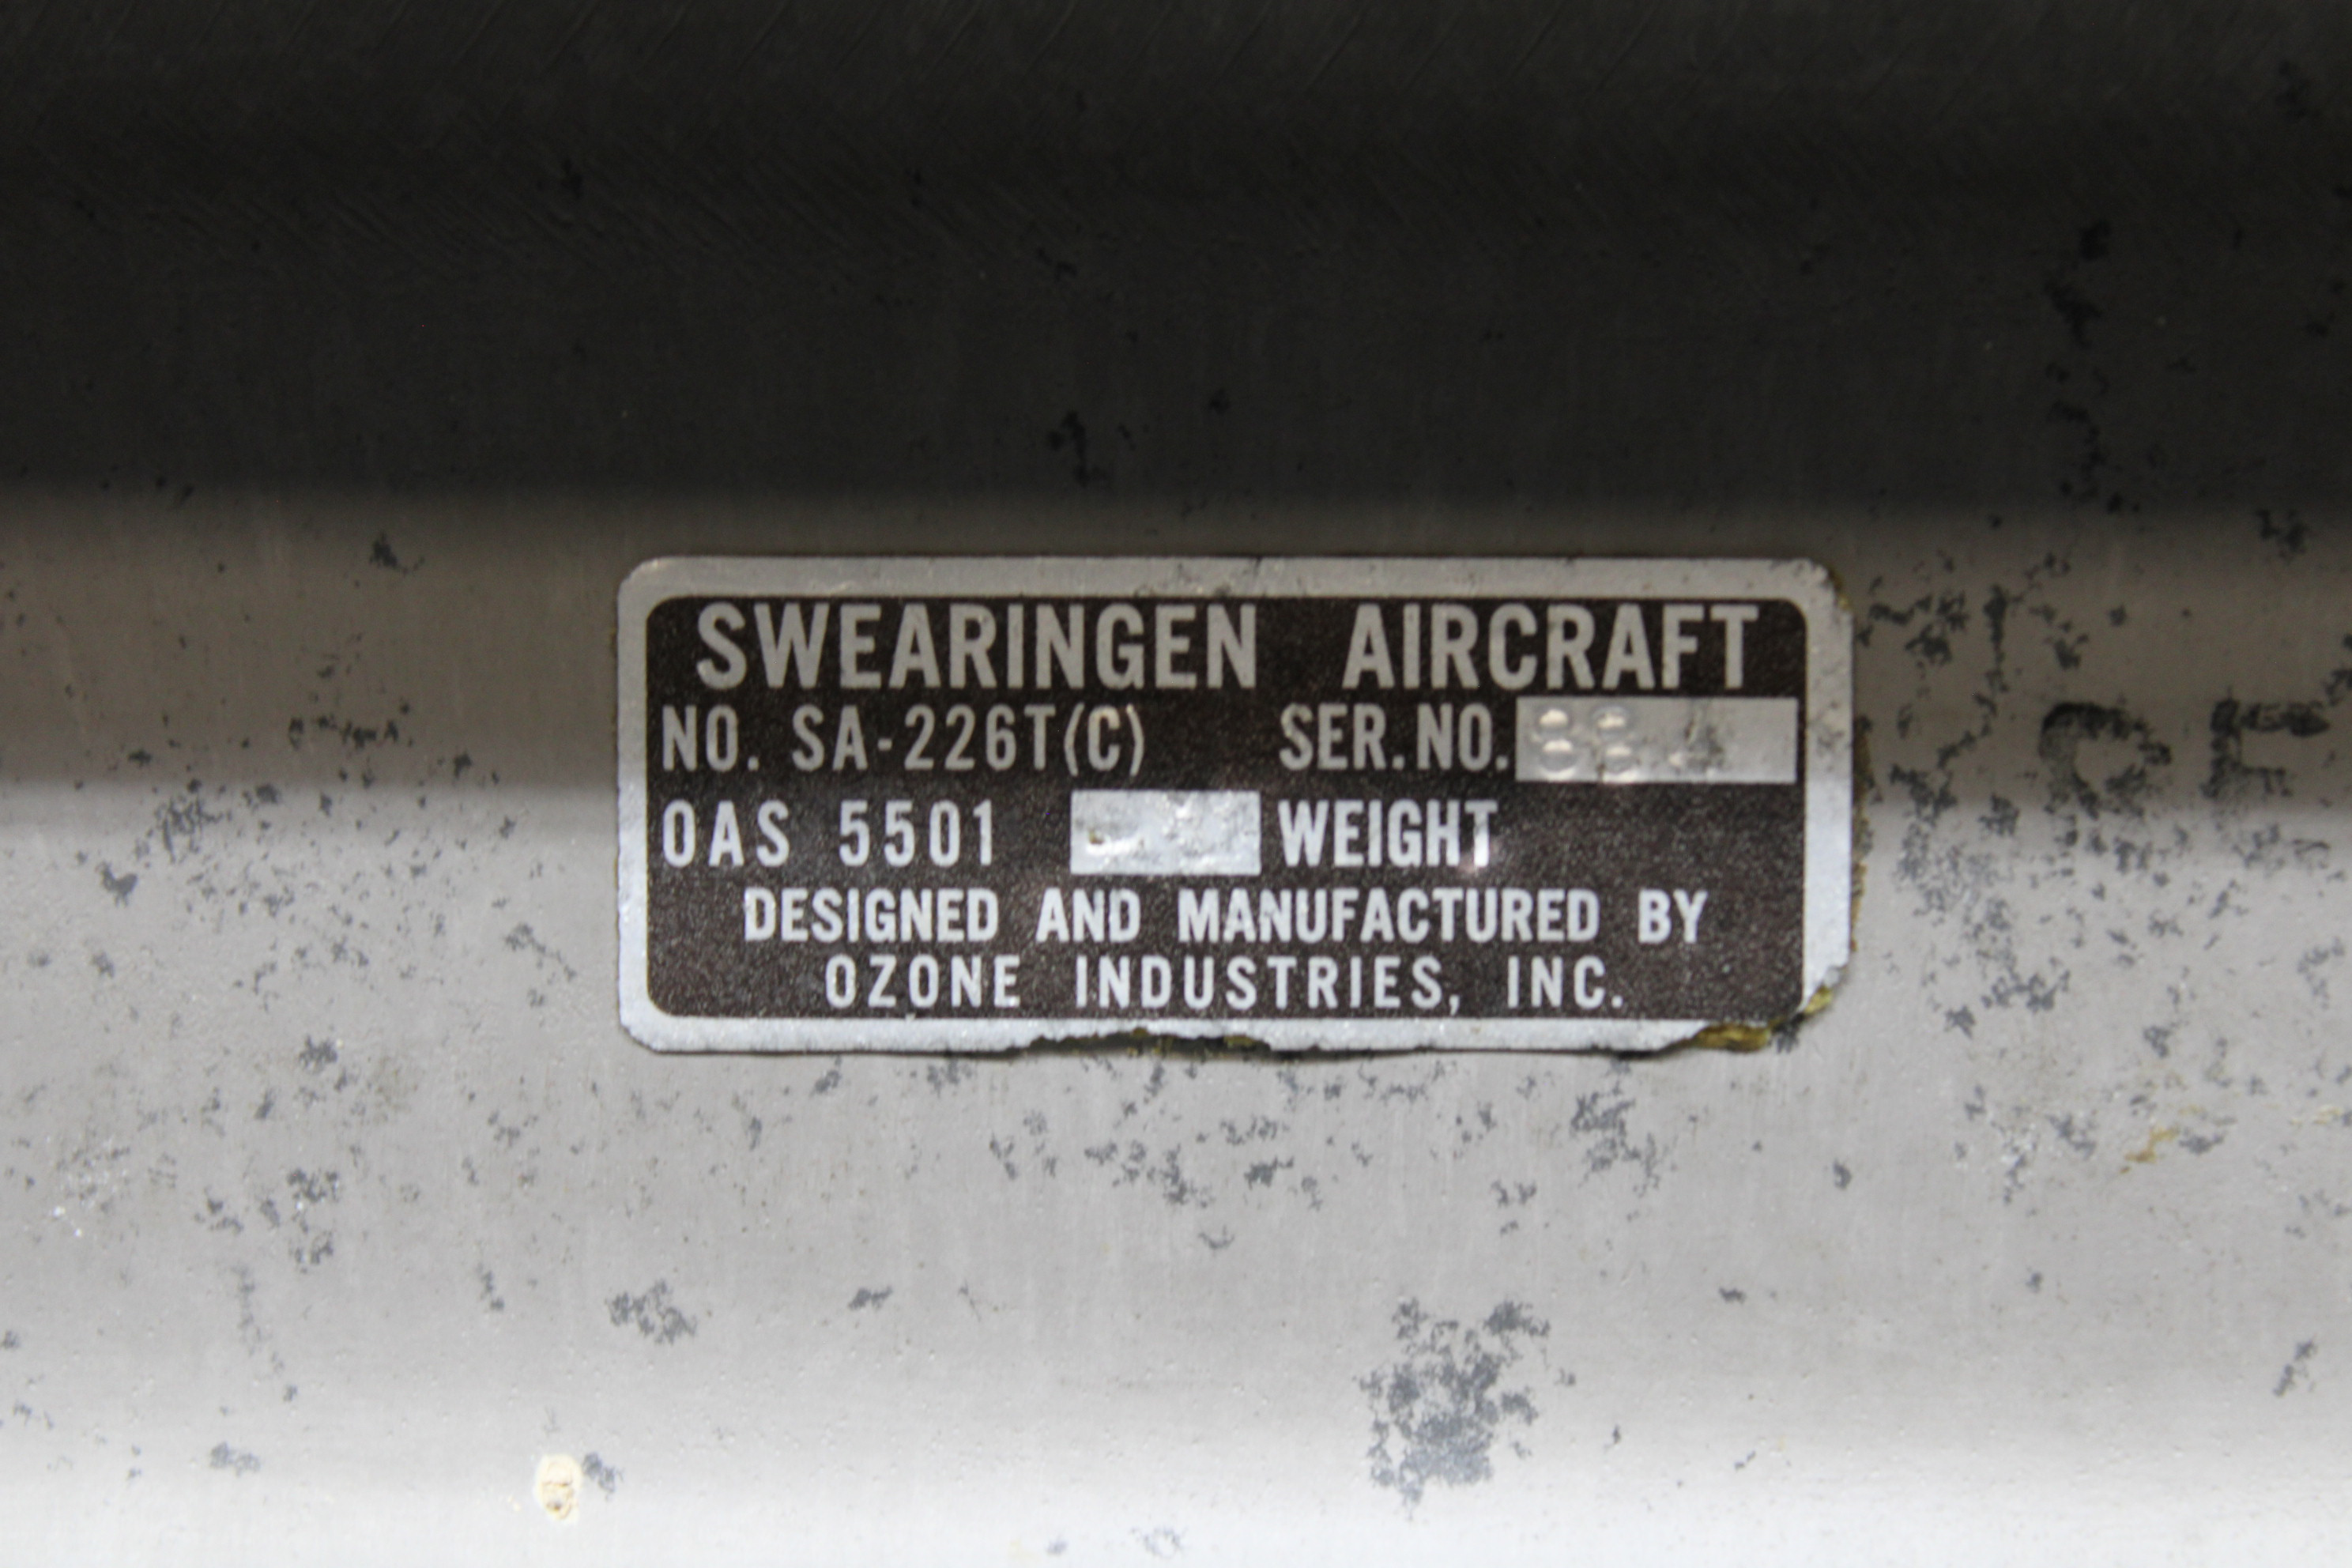 SWEARINGEN AIRCRAFT
NO. SA-226T(C) SER. NO.
OAS 5501 WEIGHT
DESIGNED AND MANUFACTURED BY
OZONE INDUSTRIES, INC.